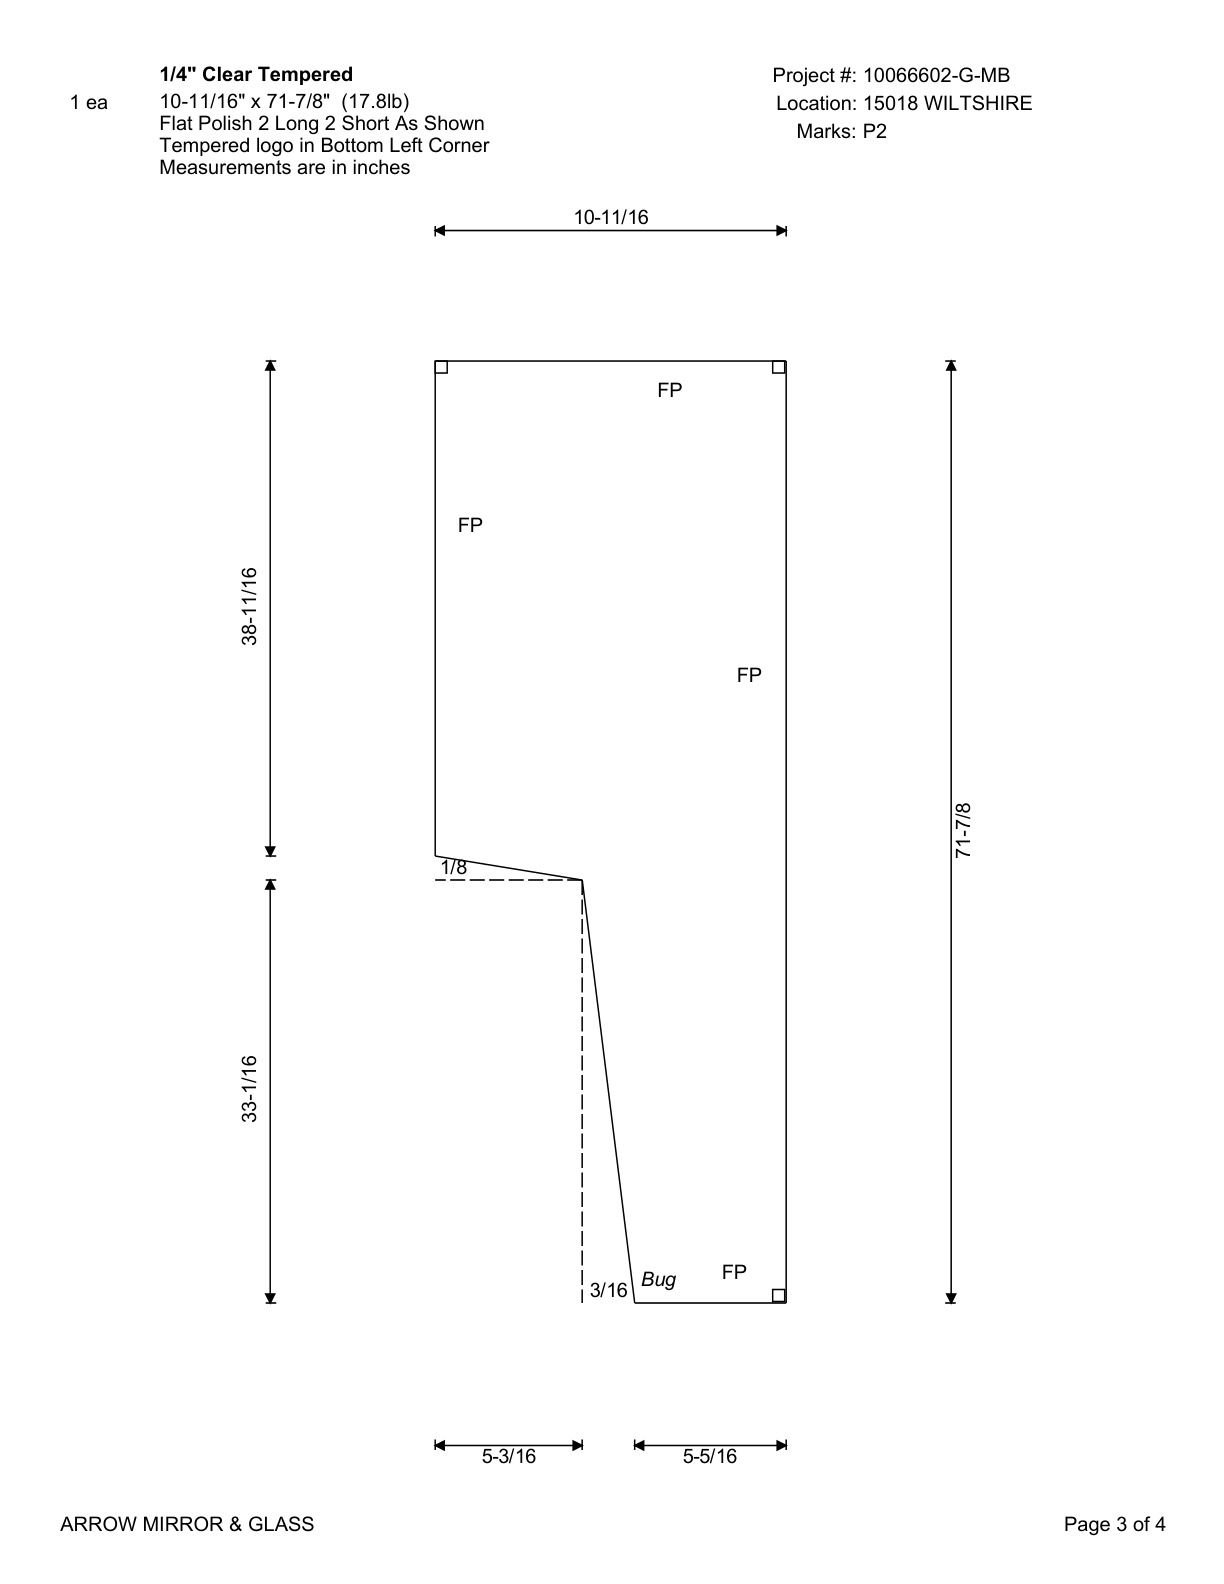 1/4" Clear Tempered
1 ea
10-11/16" x 71-7/8" (17.8lb)
Flat Polish 2 Long 2 Short As Shown
Tempered logo in Bottom Left Corner
Measurements are in inches
Project #: 10066602-G-MB
Location: 15018 WILTSHIRE
Marks: P2
10-11/16
FP
FP
38-11/16
FP
71-7/8
1/8
33-1/16
FP
Bug
3/16
5-3/16
5-5/16
ARROW MIRROR & GLASS
Page 3 of 4